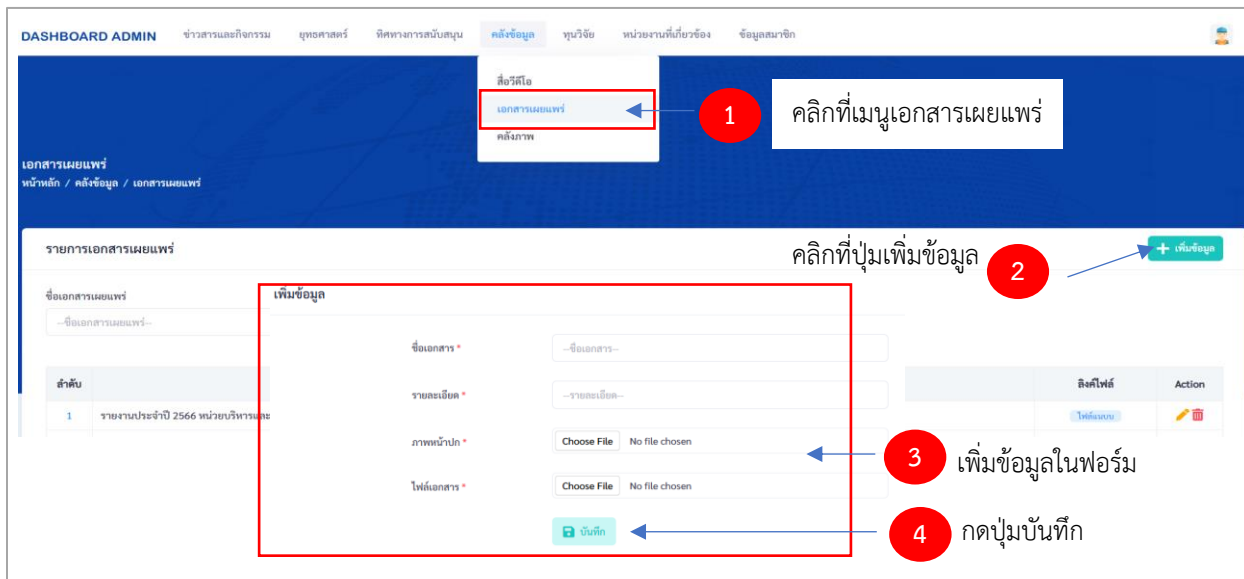 DASHBOARD ADMIN ข่าวสารและกิจกรรม ยุทธศาสตร์ ทิศทางการสนับสนุน คลังข้อมูล ทุนวิจัย หน่วยงานที่เกี่ยวข้อง ข้อมูลสมาชิก
สื่อวีดีโอ
เอกสารเผยแพร่
คลังภาพ
1 คลิกที่เมนูเอกสารเผยแพร่
เอกสารเผยแพร่
หน้าหลัก / คลังข้อมูล / เอกสารเผยแพร่
รายการเอกสารเผยแพร่
คลิกที่ปุ่มเพิ่มข้อมูล 2
+ เพิ่มข้อมูล
ชื่อเอกสารเผยแพร่
--ชื่อเอกสารเผยแพร่--
ลำดับ ลิงค์ไฟล์ Action
1 รายงานประจำปี 2566 หน่วยบริหารและ ไฟล์แนบ
เพิ่มข้อมูล
ชื่อเอกสาร * --ชื่อเอกสาร--
รายละเอียด * --รายละเอียด--
ภาพหน้าปก * Choose File No file chosen
ไฟล์เอกสาร * Choose File No file chosen
3 เพิ่มข้อมูลในฟอร์ม
บันทึก
4 กดปุ่มบันทึก